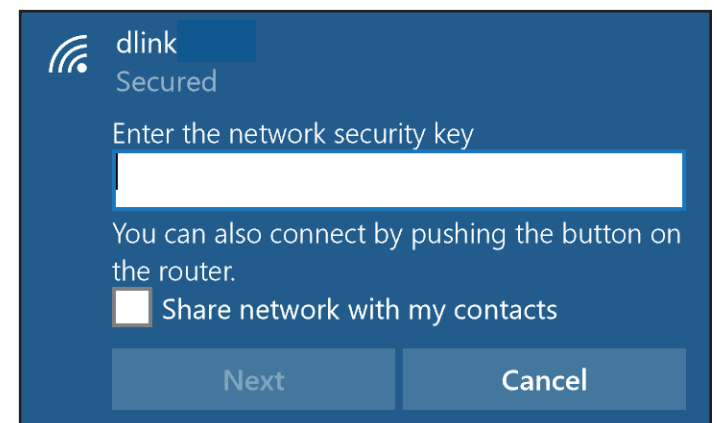 dlink
Secured
Enter the network security key
You can also connect by pushing the button on
the router.
Share network with my contacts
Next
Cancel